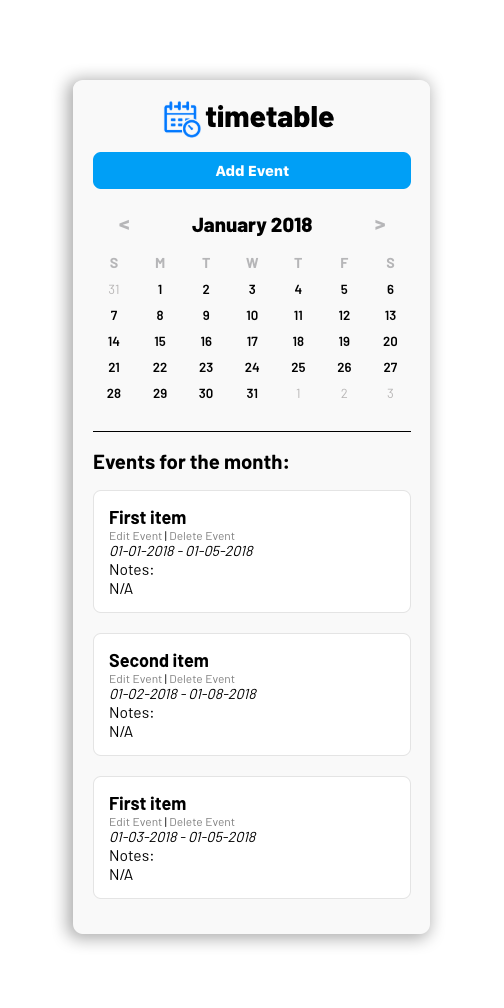 timetable
Add Event
< January 2018 >
S M T W T F S
31 1 2 3 4 5 6
7 8 9 10 11 12 13
14 15 16 17 18 19 20
21 22 23 24 25 26 27
28 29 30 31 1 2 3
Events for the month:
First item
Edit Event | Delete Event
01-01-2018 - 01-05-2018
Notes:
N/A
Second item
Edit Event | Delete Event
01-02-2018 - 01-08-2018
Notes:
N/A
First item
Edit Event | Delete Event
01-03-2018 - 01-05-2018
Notes:
N/A